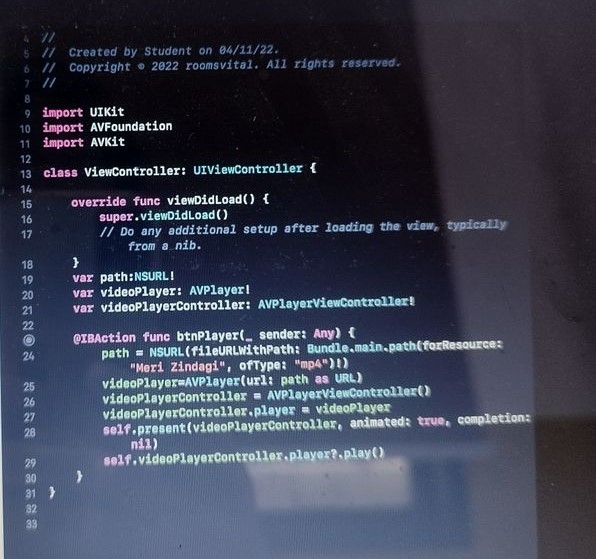 4 //
5 // Created by Student on 04/11/22.
6 // Copyright © 2022 roomsvital. All rights reserved.
7 //
8
9 import UIKit
10 import AVFoundation
11 import AVKit
12
13 class ViewController: UIViewController {
14
15 override func viewDidLoad() {
16 super.viewDidLoad()
17 // Do any additional setup after loading the view, typically
from a nib.
18 }
19 var path:NSURL!
20 var videoPlayer: AVPlayer!
21 var videoPlayerController: AVPlayerViewController!
22
@IBAction func btnPlayer(_ sender: Any) {
24 path = NSURL(fileURLWithPath: Bundle.main.path(forResource:
"Meri Zindagi", ofType: "mp4")!)
25 videoPlayer=AVPlayer(url: path as URL)
26 videoPlayerController = AVPlayerViewController()
27 videoPlayerController.player = videoPlayer
28 self.present(videoPlayerController, animated: true, completion:
nil)
29 self.videoPlayerController.player?.play()
30 }
31 }
32
33